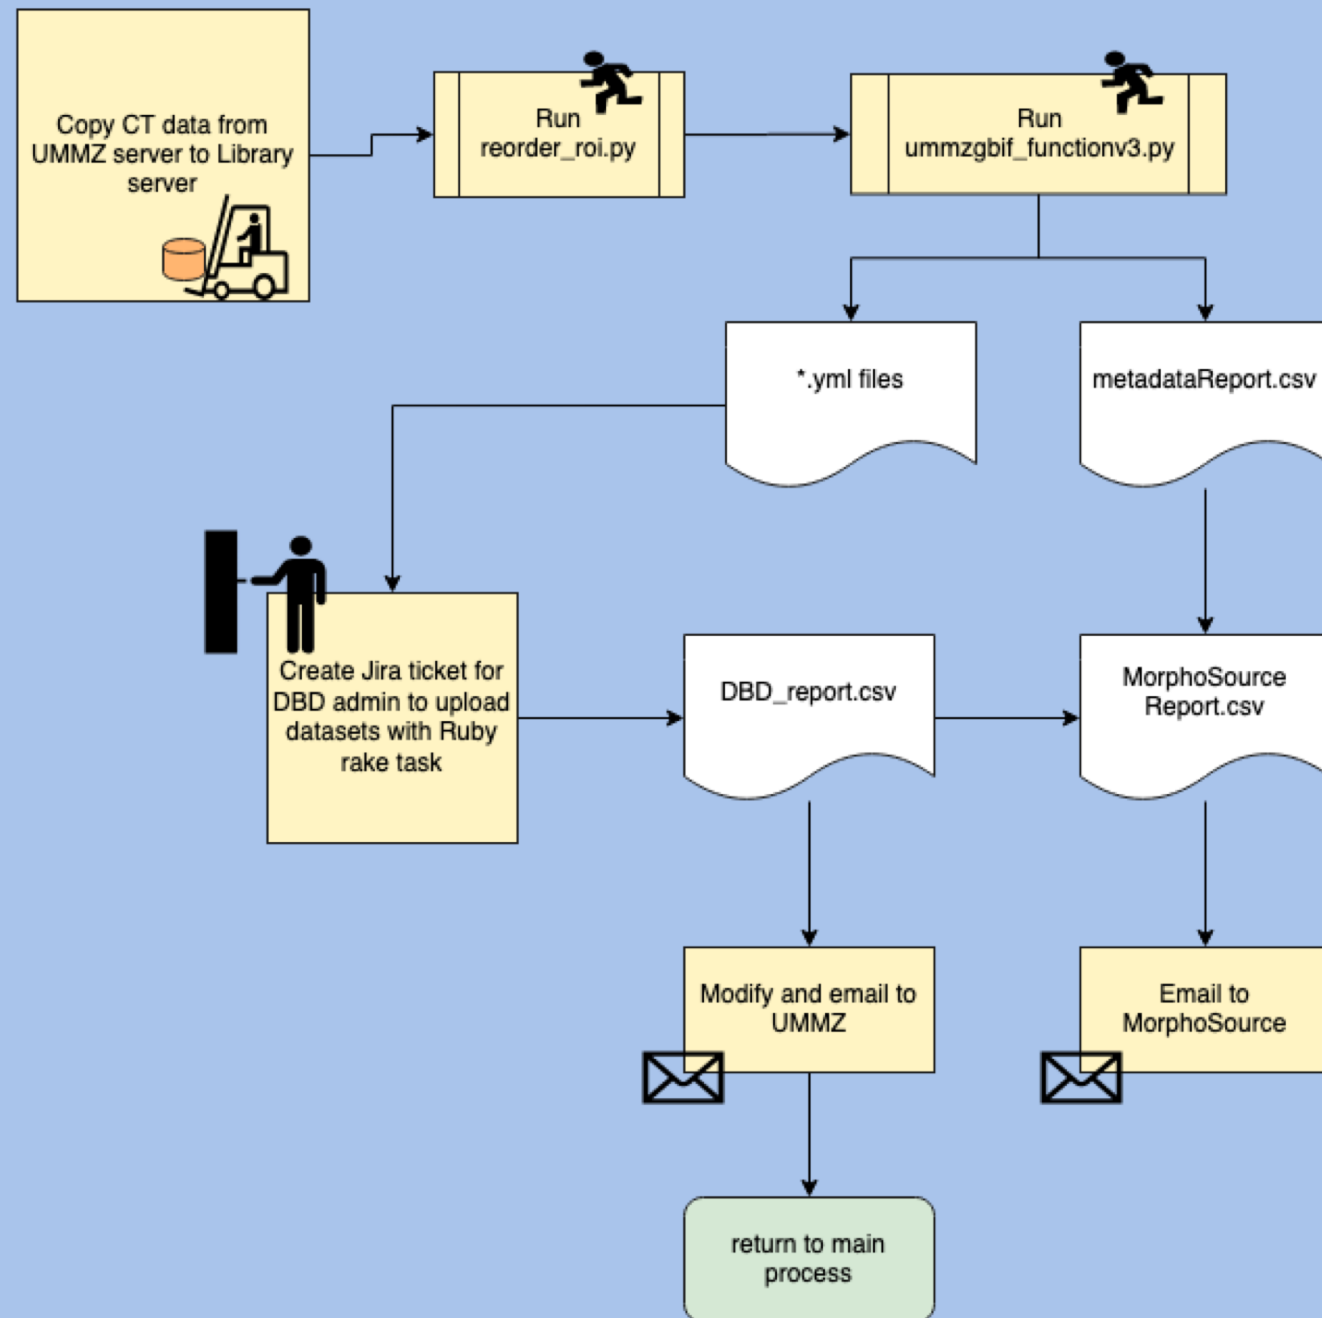 Copy CT data from
UMMZ server to Library
server
Run
reorder_roi.py
Run
ummzgbif_functionv3.py
*.yml files
metadataReport.csv
Create Jira ticket for
DBD admin to upload
datasets with Ruby
rake task
DBD_report.csv
MorphoSource
Report.csv
Modify and email to
UMMZ
Email to
MorphoSource
return to main
process